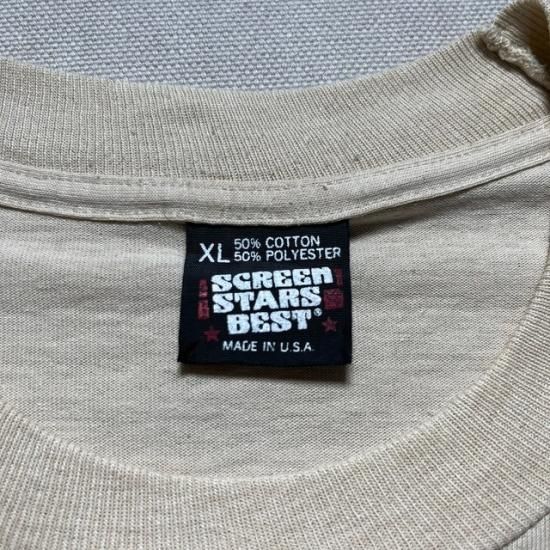 XL 50% COTTON
50% POLYESTER
SCREEN
STARS
BEST®
MADE IN U.S.A.